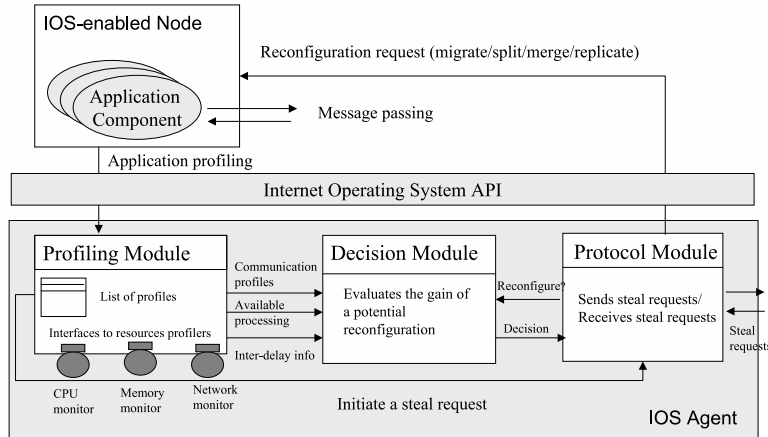 IOS-enabled Node
Reconfiguration request (migrate/split/merge/replicate)
Application
Component
Message passing
Application profiling
Internet Operating System API
Profiling Module
Decision Module
Protocol Module
Communication
profiles
List of profiles
Available
processing
Evaluates the gain of
a potential
reconfiguration
Reconfigure?
Sends steal requests/
Receives steal requests
Interfaces to resources profilers
Inter-delay info
Decision
Steal
requests
CPU
monitor
Memory
monitor
Network
monitor
Initiate a steal request
IOS Agent